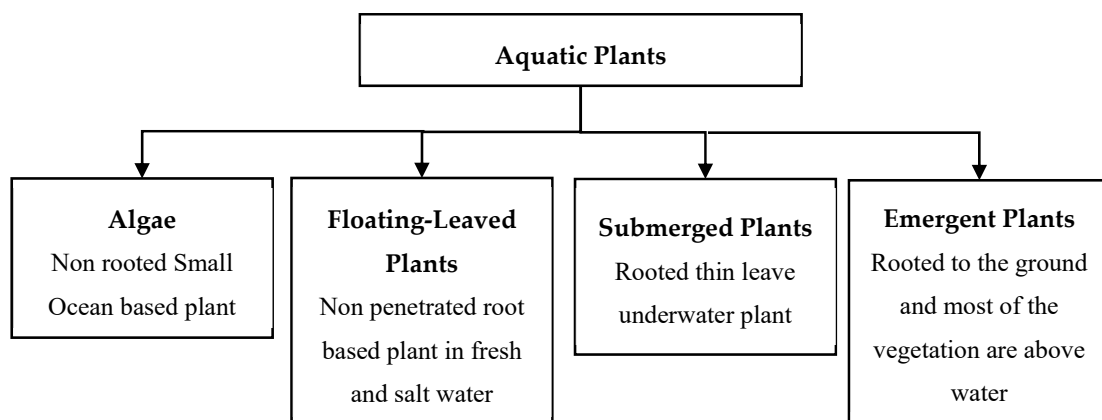 Aquatic Plants
Algae
Non rooted Small
Ocean based plant
Floating-Leaved
Plants
Non penetrated root
based plant in fresh
and salt water
Submerged Plants
Rooted thin leave
underwater plant
Emergent Plants
Rooted to the ground
and most of the
vegetation are above
water